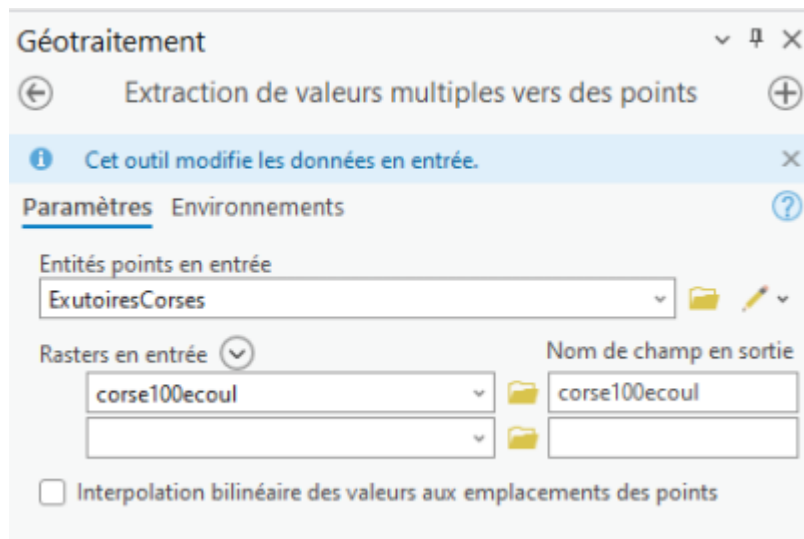 Géotraitement
Extraction de valeurs multiples vers des points
Cet outil modifie les données en entrée.
Paramètres Environnements
Entités points en entrée
ExutoiresCorses
Rasters en entrée Nom de champ en sortie
corse100ecoul corse100ecoul
Interpolation bilinéaire des valeurs aux emplacements des points